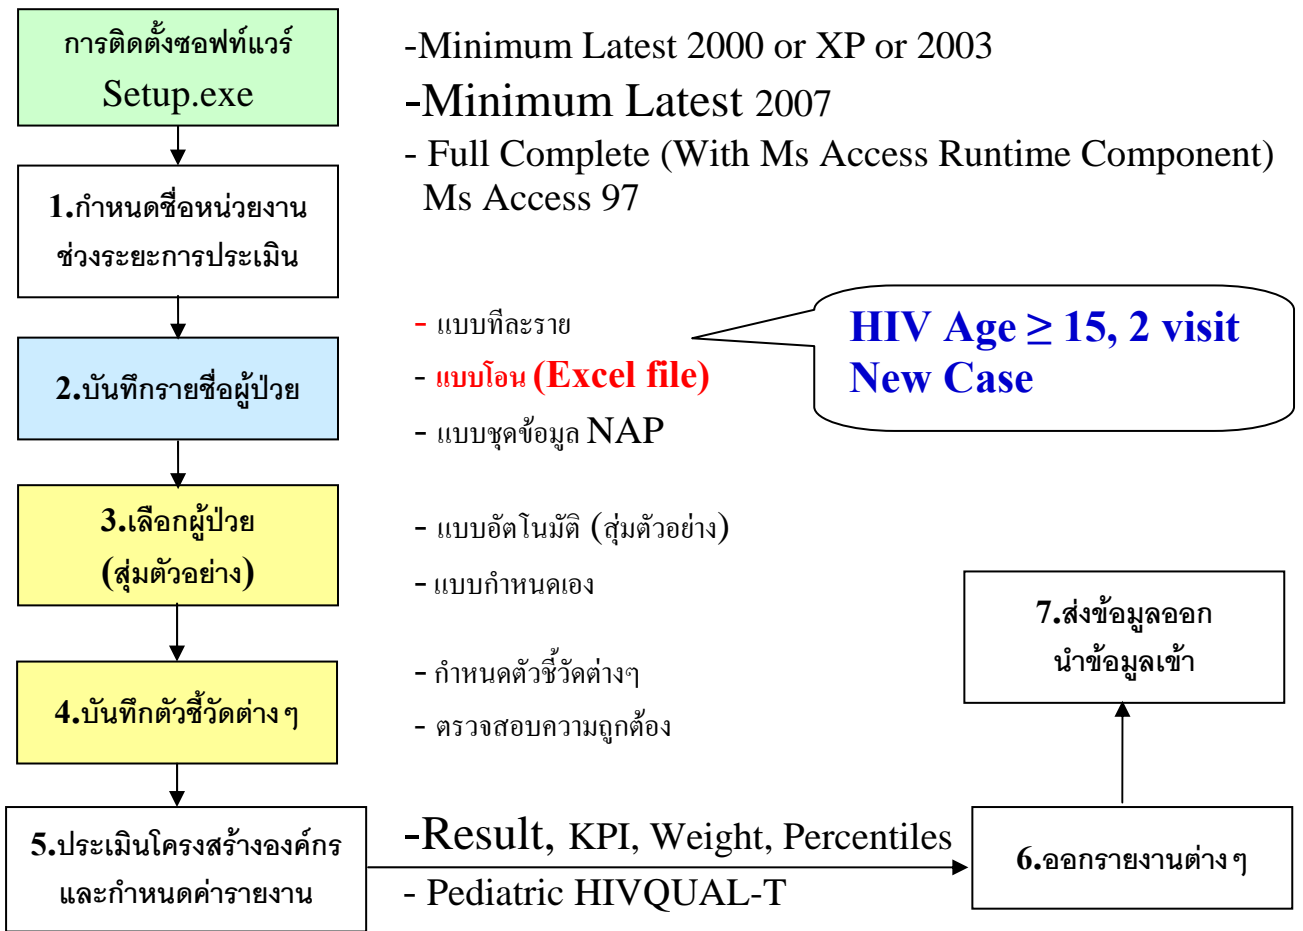 การติดตั้งซอฟท์แวร์
Setup.exe
-Minimum Latest 2000 or XP or 2003
-Minimum Latest 2007
- Full Complete (With Ms Access Runtime Component)
Ms Access 97
1.กำหนดชื่อหน่วยงาน
ช่วงระยะการประเมิน
2.บันทึกรายชื่อผู้ป่วย
- แบบทีละราย
- แบบโอน (Excel file)
- แบบชุดข้อมูล NAP
HIV Age ≥ 15, 2 visit
New Case
3.เลือกผู้ป่วย
(สุ่มตัวอย่าง)
- แบบอัตโนมัติ (สุ่มตัวอย่าง)
- แบบกำหนดเอง
4.บันทึกตัวชี้วัดต่างๆ
- กำหนดตัวชี้วัดต่างๆ
- ตรวจสอบความถูกต้อง
5.ประเมินโครงสร้างองค์กร
และกำหนดค่ารายงาน
-Result, KPI, Weight, Percentiles
- Pediatric HIVQUAL-T
6.ออกรายงานต่างๆ
7.ส่งข้อมูลออก
นำข้อมูลเข้า